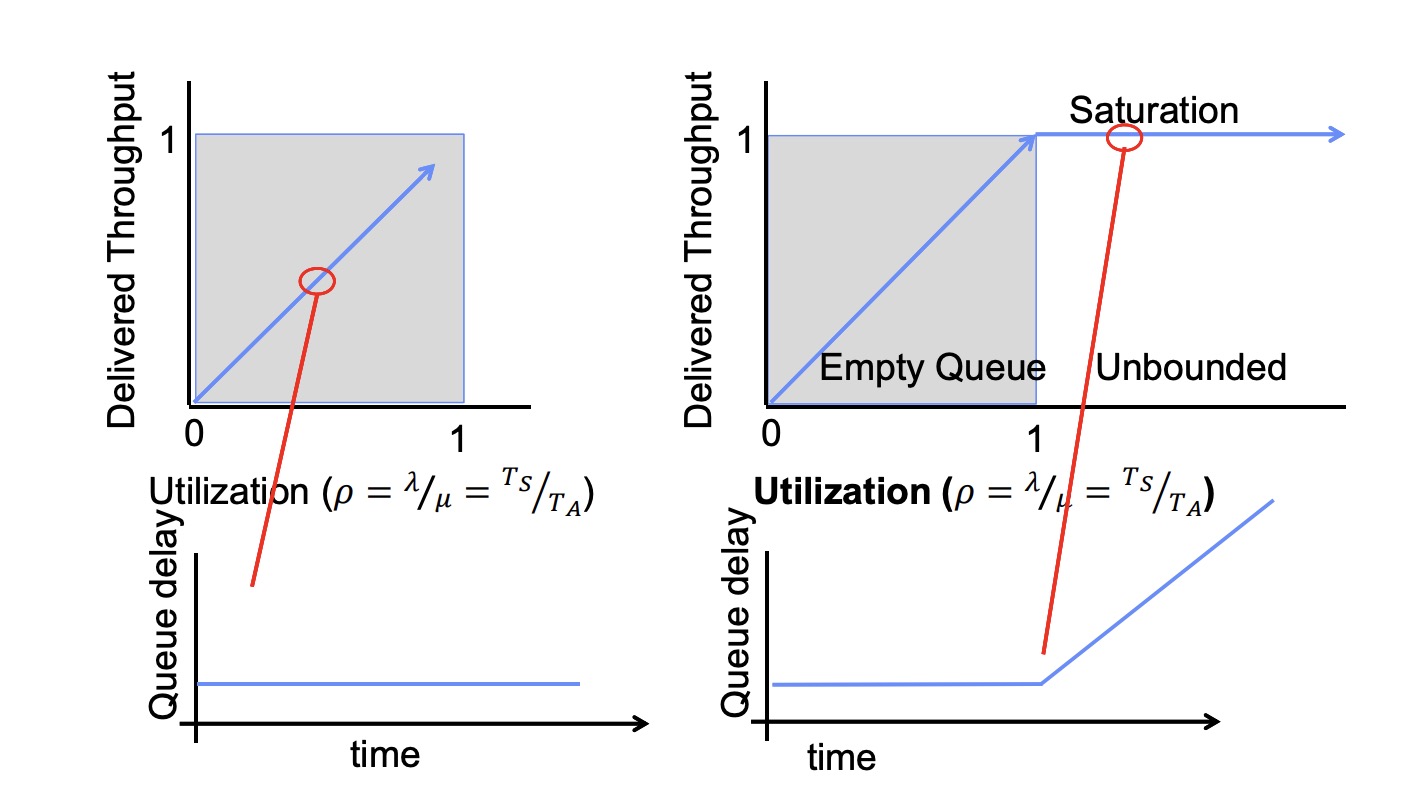 Delivered Throughput
1
0
1
Utilization (ρ = λ/μ = TS/TA)
Queue delay
time
Delivered Throughput
1
Saturation
Empty Queue
Unbounded
0
1
Utilization (ρ = λ/μ = TS/TA)
Queue delay
time